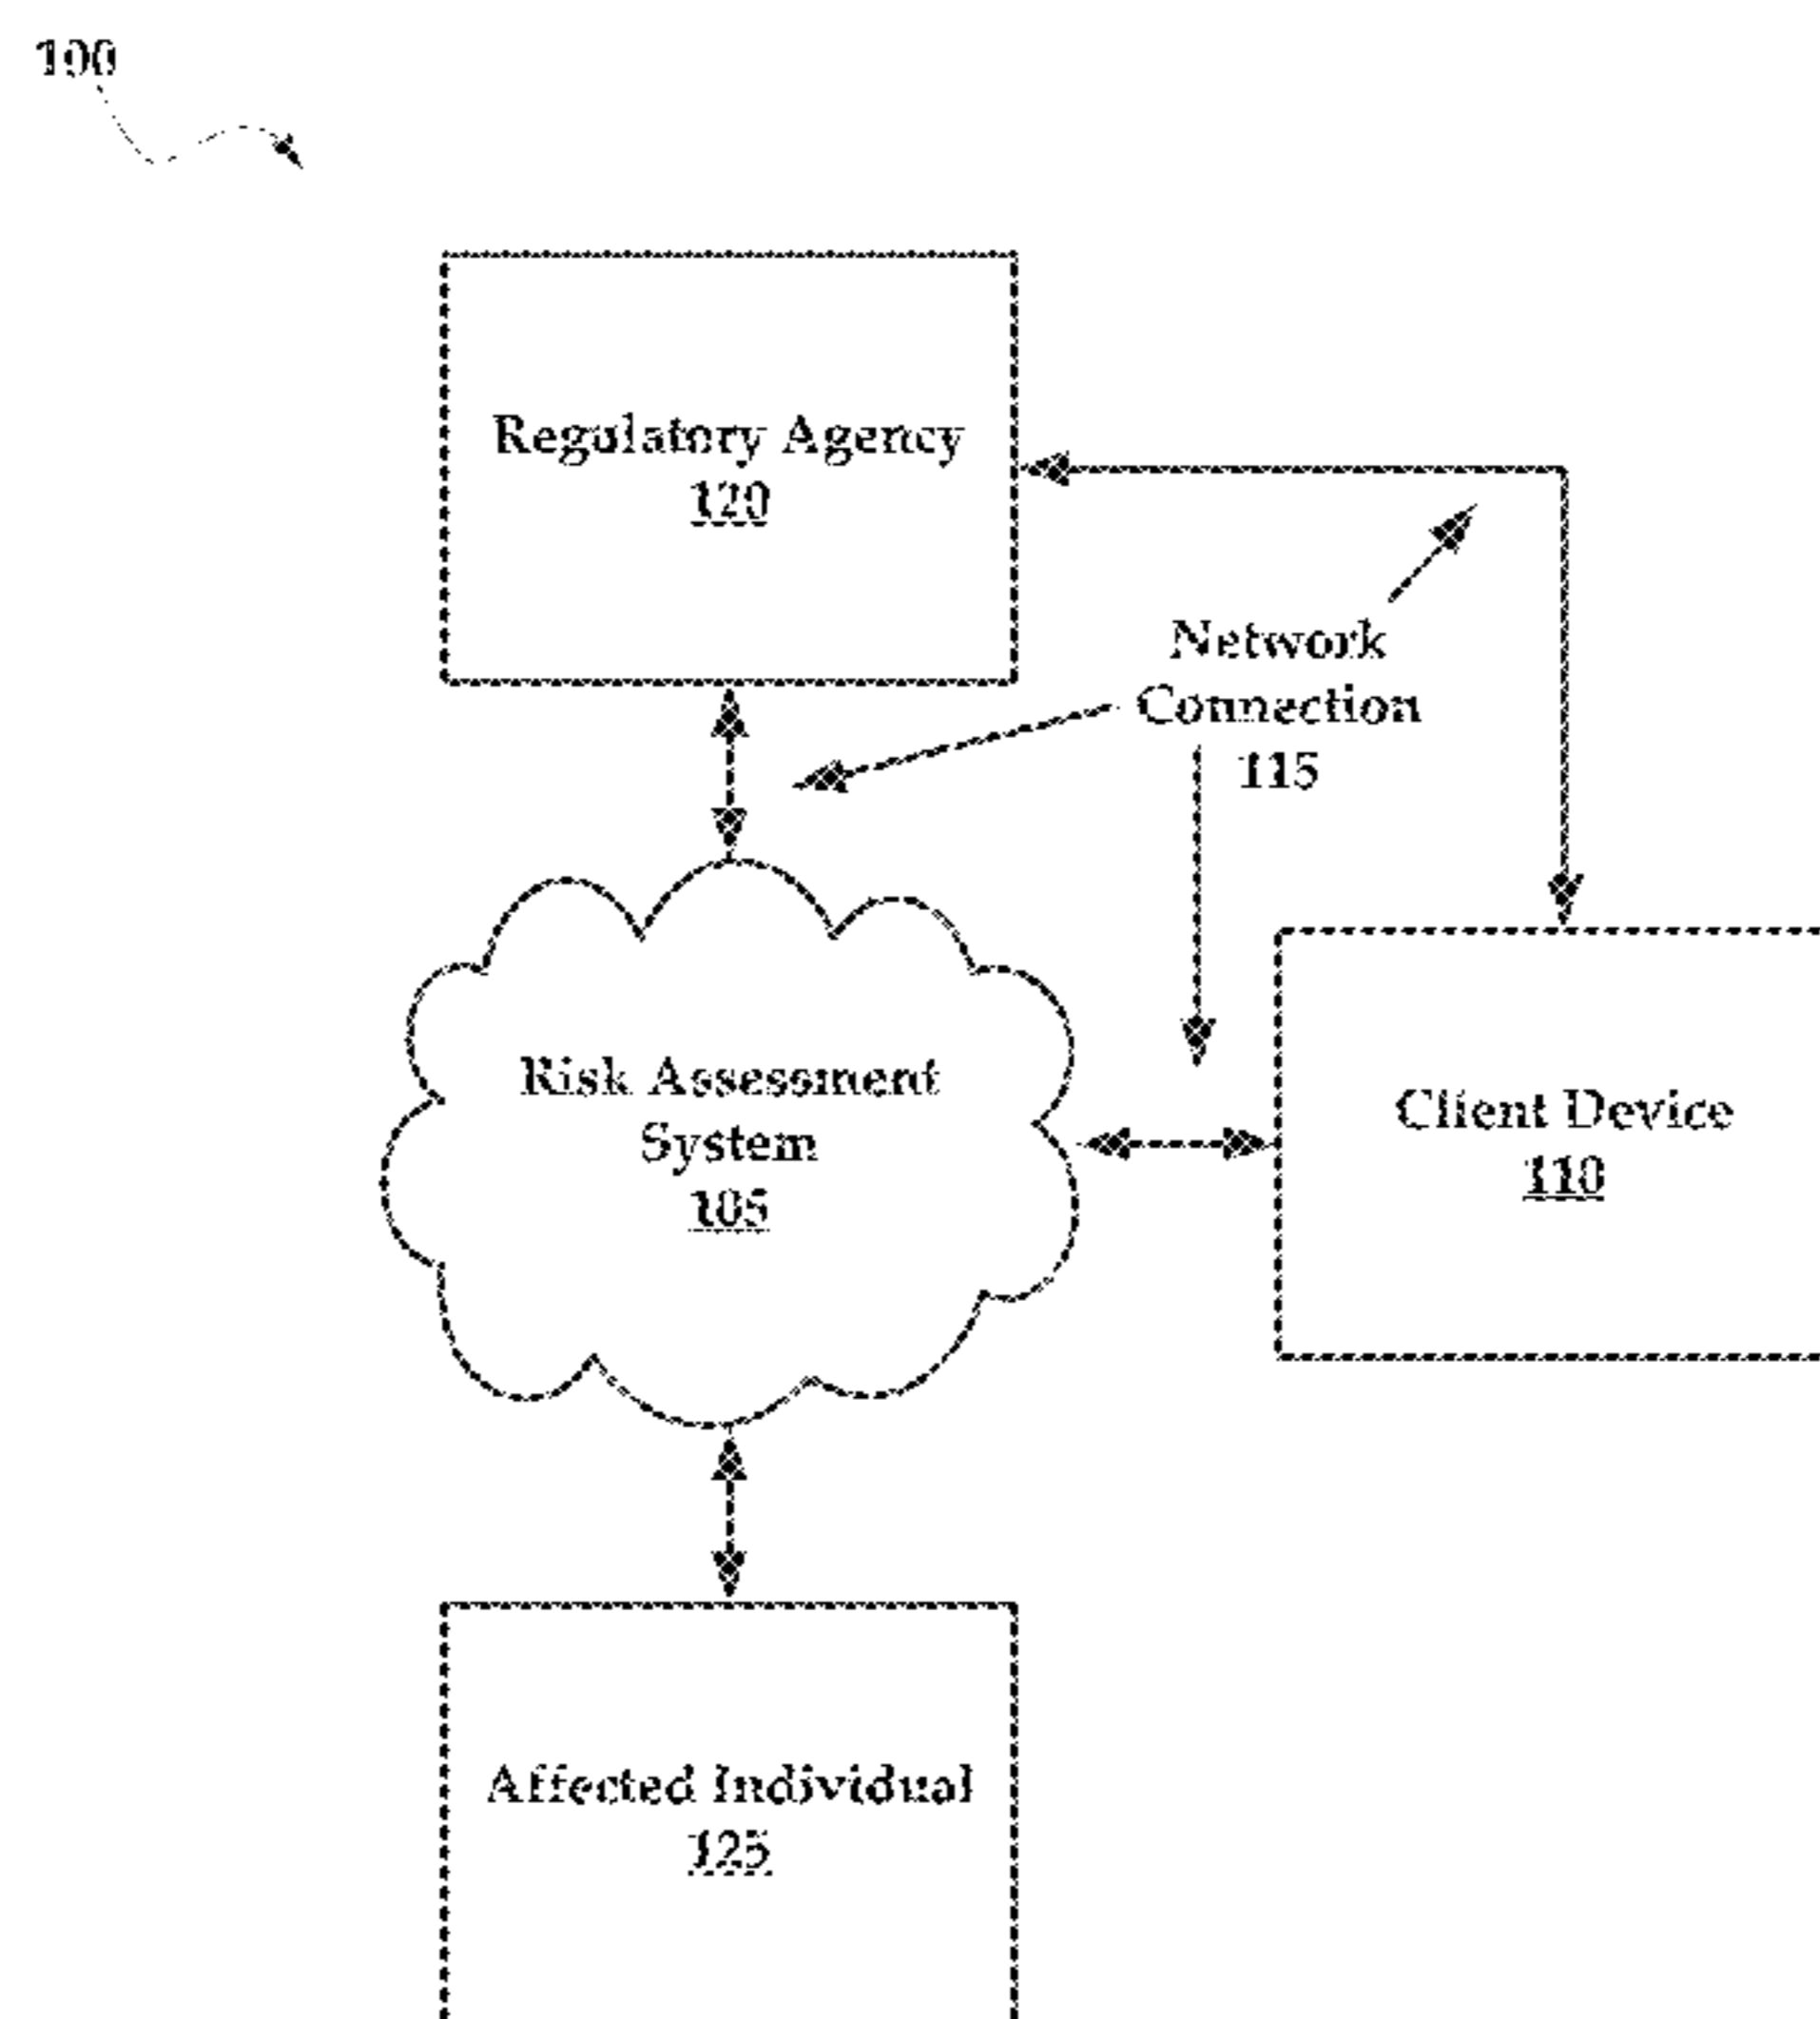 100
Regulatory Agency
120
Network
Connection
115
Risk Assessment
System
105
Client Device
110
Affected Individual
125